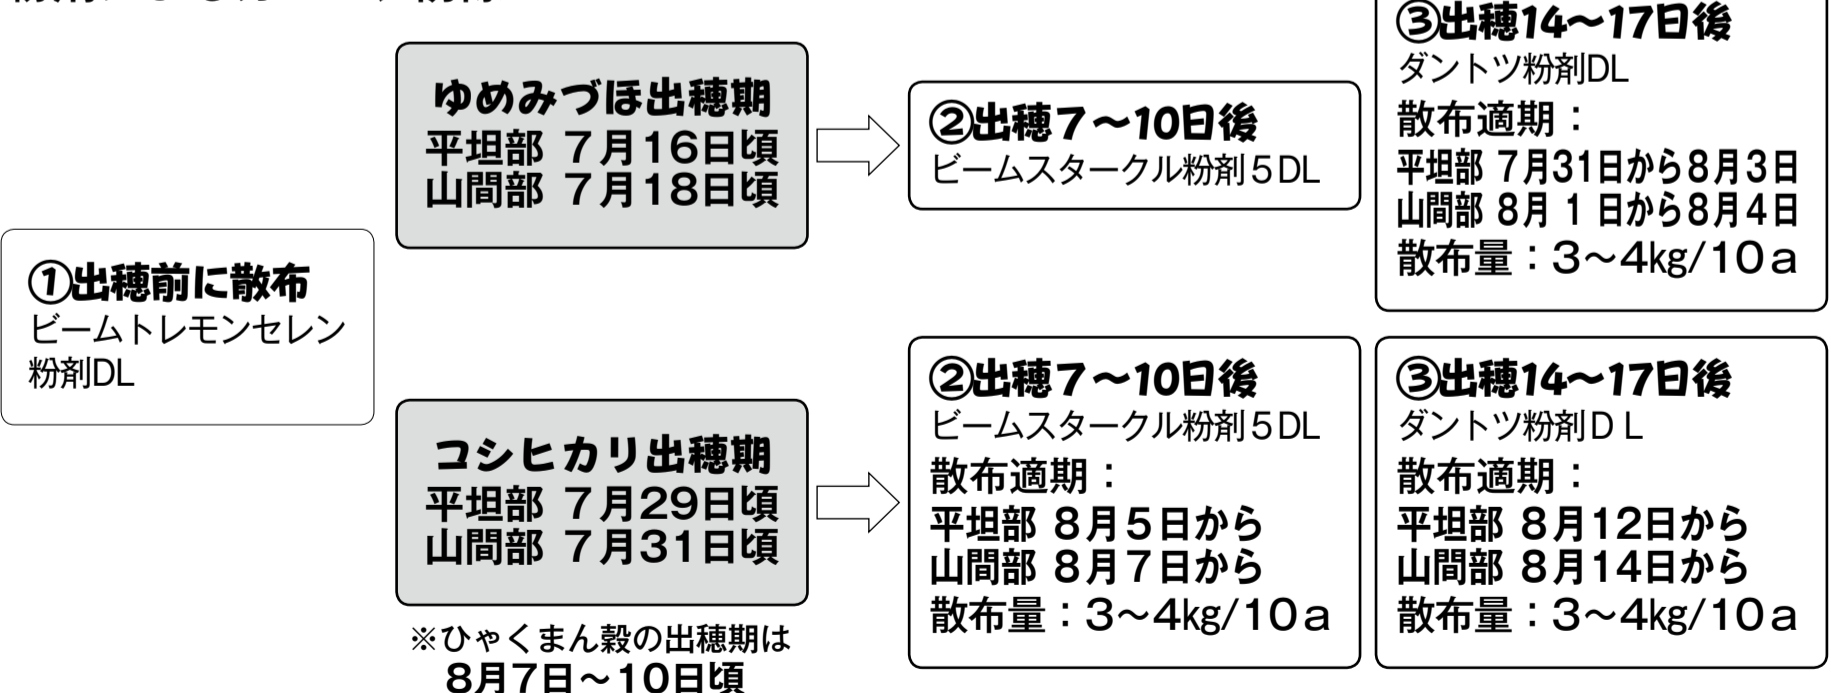 ①出穂前に散布
ビームトレモンセレン
粉剤DL
ゆめみづほ出穂期
平坦部 7月16日頃
山間部 7月18日頃
②出穂7~10日後
ビームスタークル粉剤5DL
③出穂14~17日後
ダントツ粉剤DL
散布適期：
平坦部 7月31日から8月3日
山間部 8月1日から8月4日
散布量：3~4kg/10a
コシヒカリ出穂期
平坦部 7月29日頃
山間部 7月31日頃
※ひゃくまん穀の出穂期は
8月7日~10日頃
②出穂7~10日後
ビームスタークル粉剤5DL
散布適期：
平坦部 8月5日から
山間部 8月7日から
散布量：3~4kg/10a
③出穂14~17日後
ダントツ粉剤DL
散布適期：
平坦部 8月12日から
山間部 8月14日から
散布量：3~4kg/10a